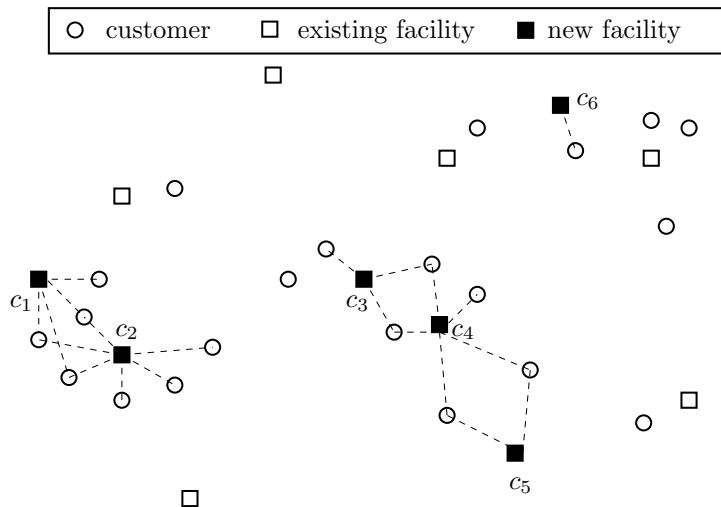 customer existing facility new facility
c₆
c₁
c₃
c₂
c₄
c₅